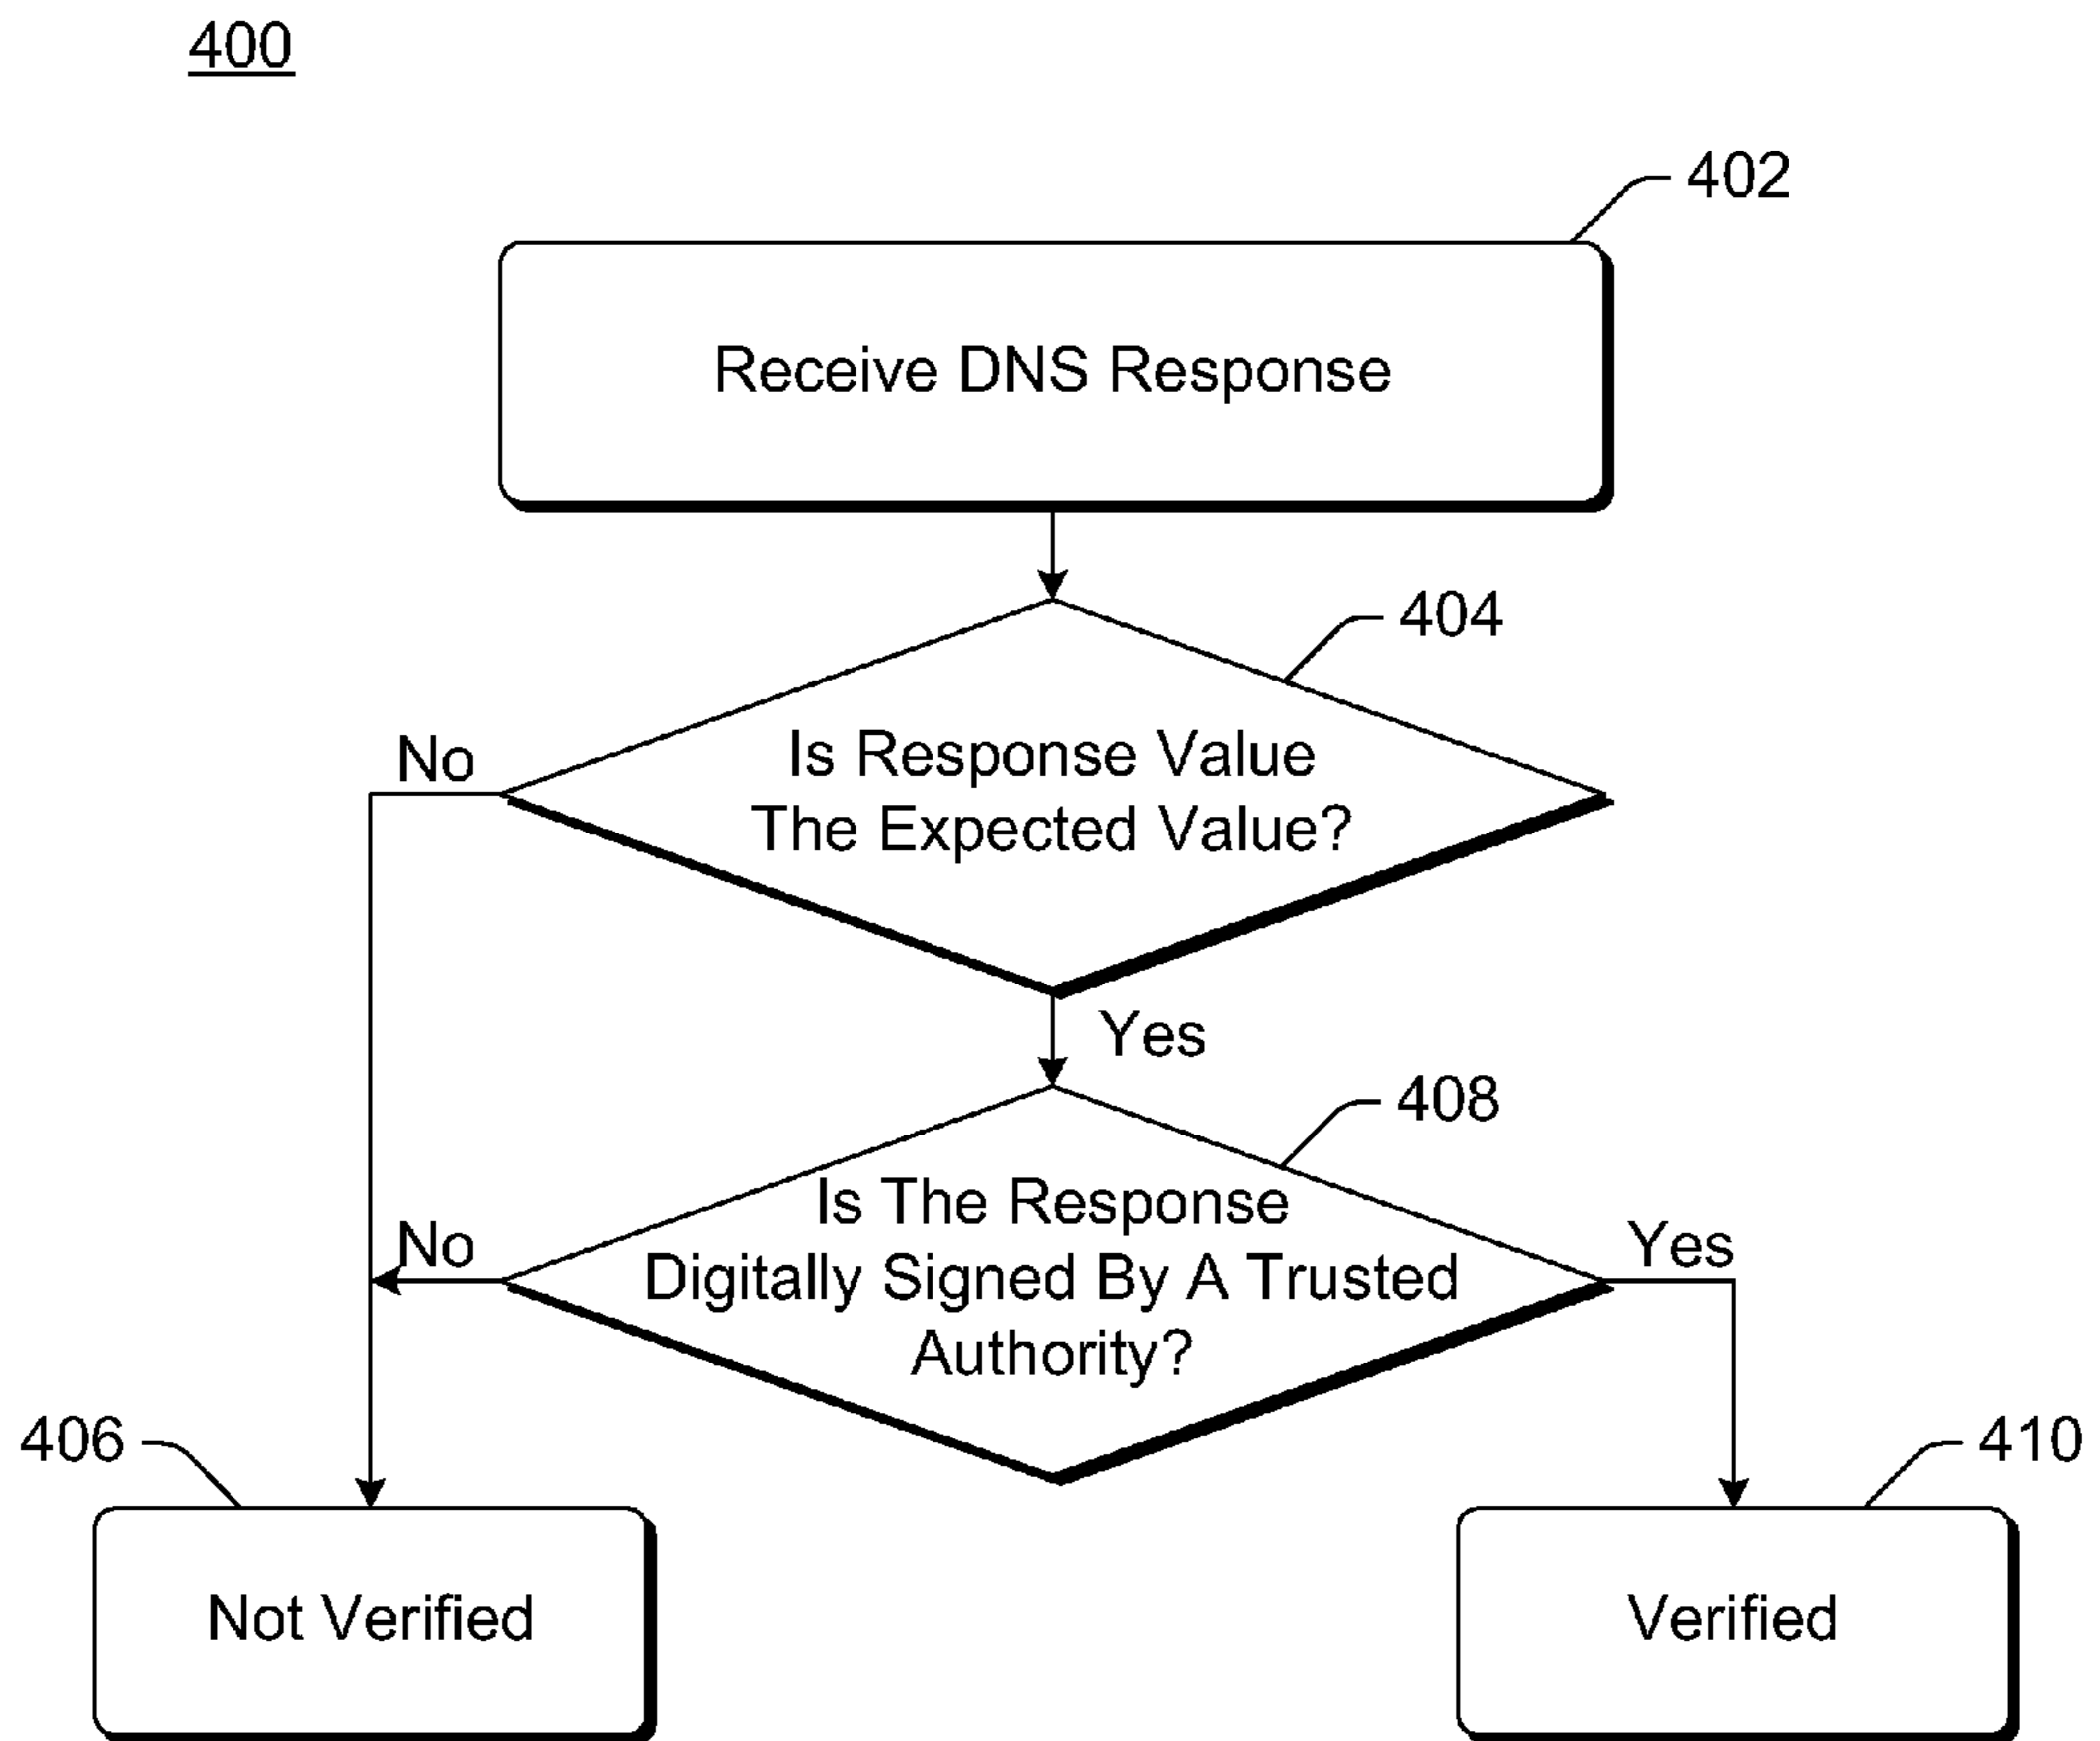 400
402
Receive DNS Response
404
No
Is Response Value
The Expected Value?
Yes
408
No
Is The Response
Digitally Signed By A Trusted
Authority?
Yes
406
410
Not Verified
Verified